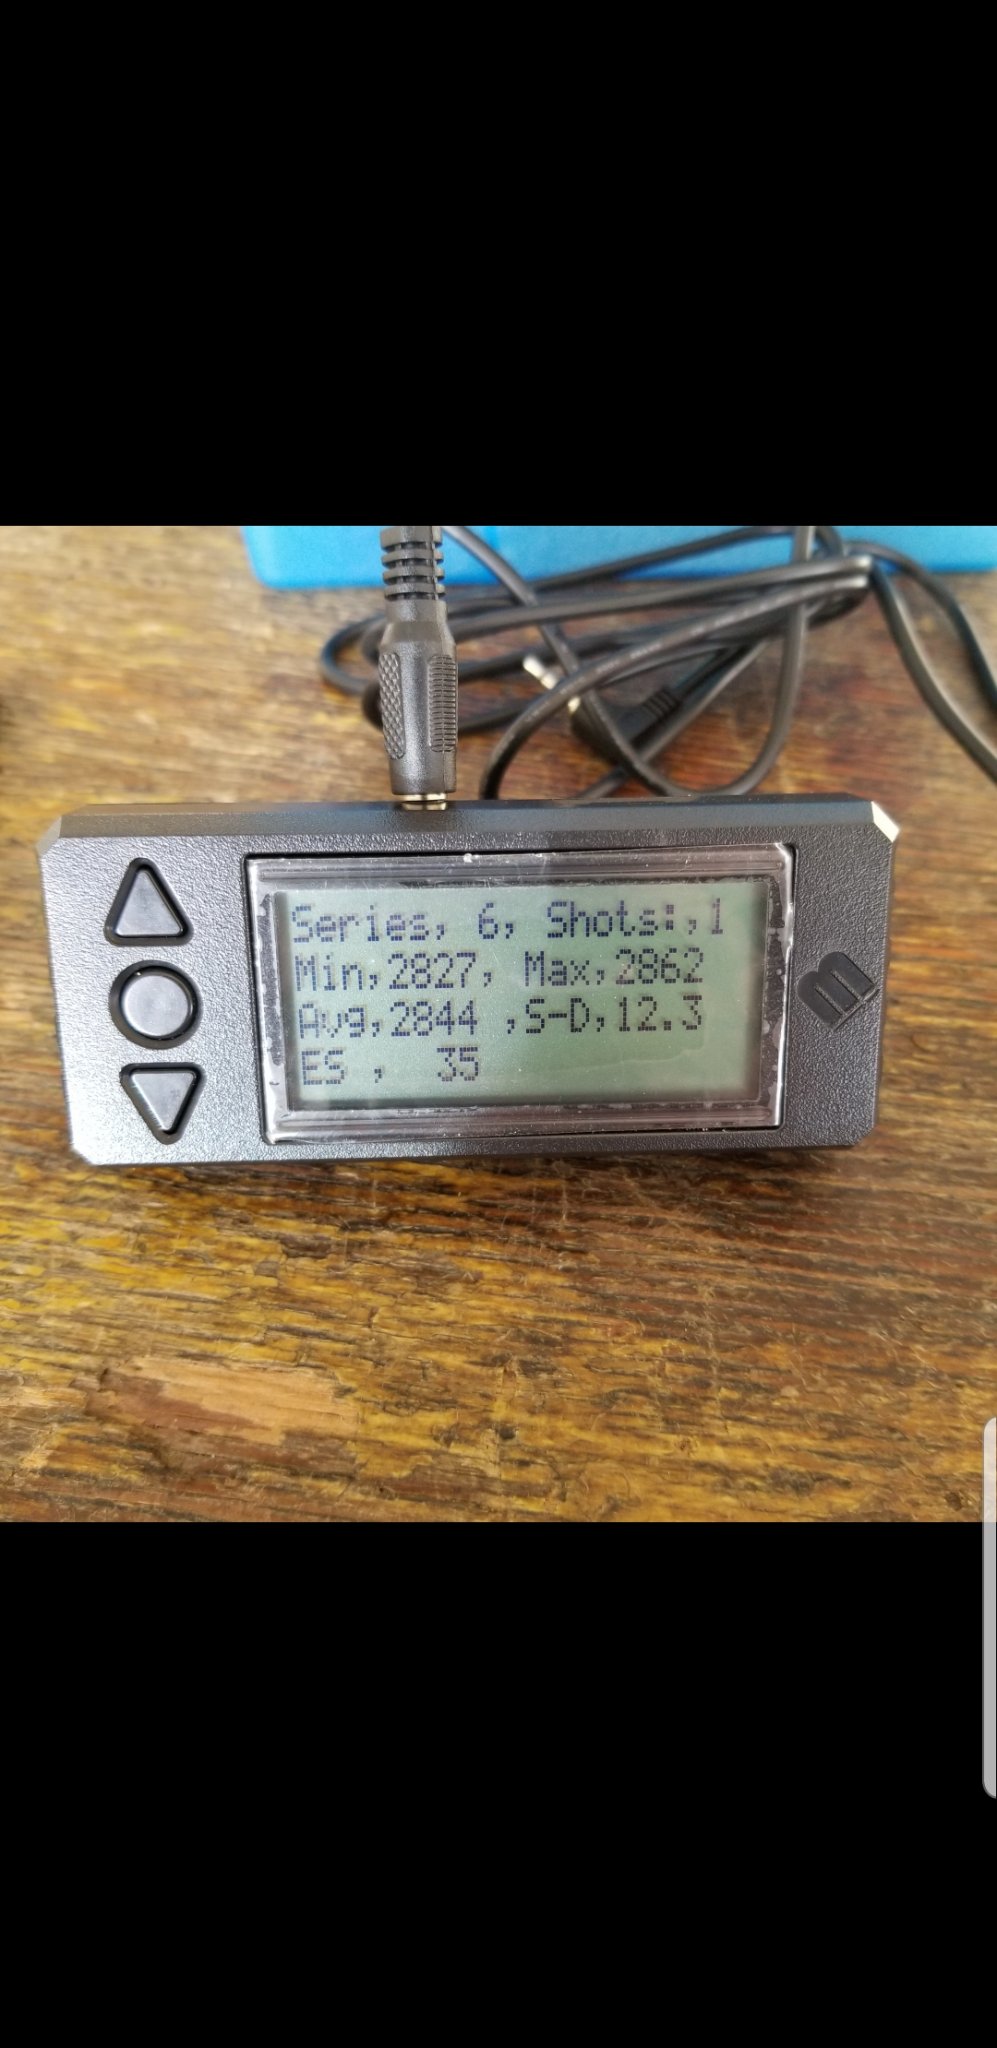 Series, 6, Shots:,1
Min,2827, Max,2862
Avg,2844 ,S-D,12.3
ES , 35